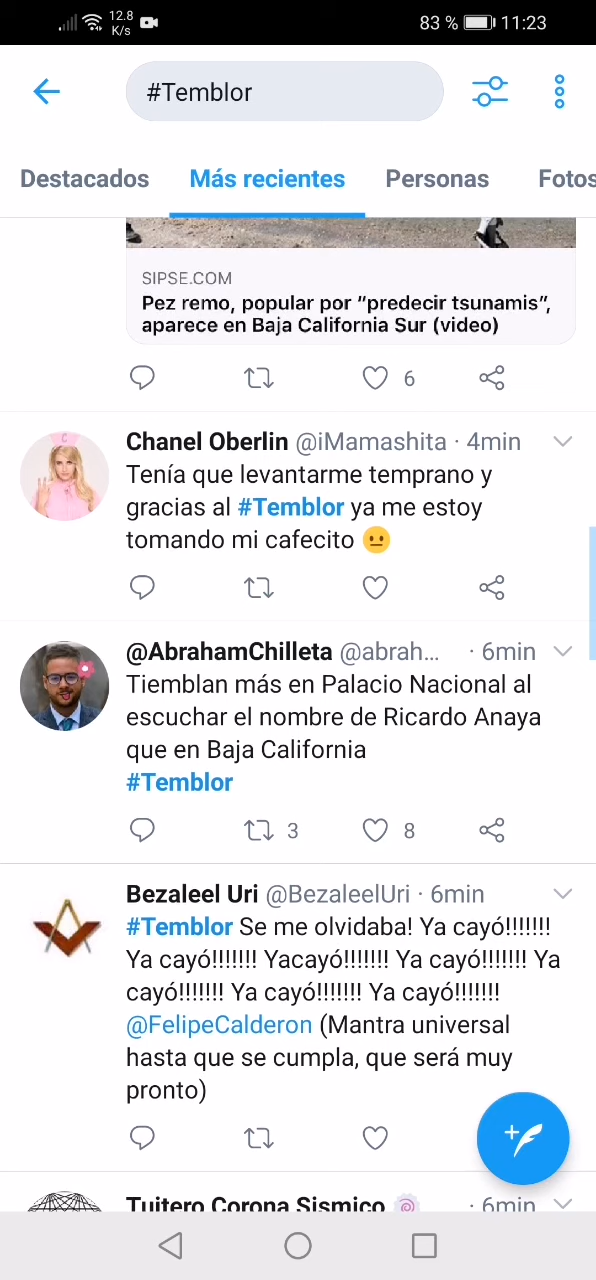 12.8
K/s
83 %
11:23
#Temblor
Destacados Más recientes Personas Fotos
SIPSE.COM
Pez remo, popular por “predecir tsunamis”,
aparece en Baja California Sur (video)
6
Chanel Oberlin @iMamashita · 4min
Tenía que levantarme temprano y
gracias al #Temblor ya me estoy
tomando mi cafecito 😐
@AbrahamChilleta @abrah... · 6min
Tiemblan más en Palacio Nacional al
escuchar el nombre de Ricardo Anaya
que en Baja California
#Temblor
3 8
Bezaleel Uri @BezaleelUri · 6min
#Temblor Se me olvidaba! Ya cayó!!!!!!!
Ya cayó!!!!!!! Yacayó!!!!!!! Ya cayó!!!!!!! Ya
cayó!!!!!!! Ya cayó!!!!!!! Ya cayó!!!!!!!
@FelipeCalderon (Mantra universal
hasta que se cumpla, que será muy
pronto)
Tuitero Corona Sismico 🍥 · 6min